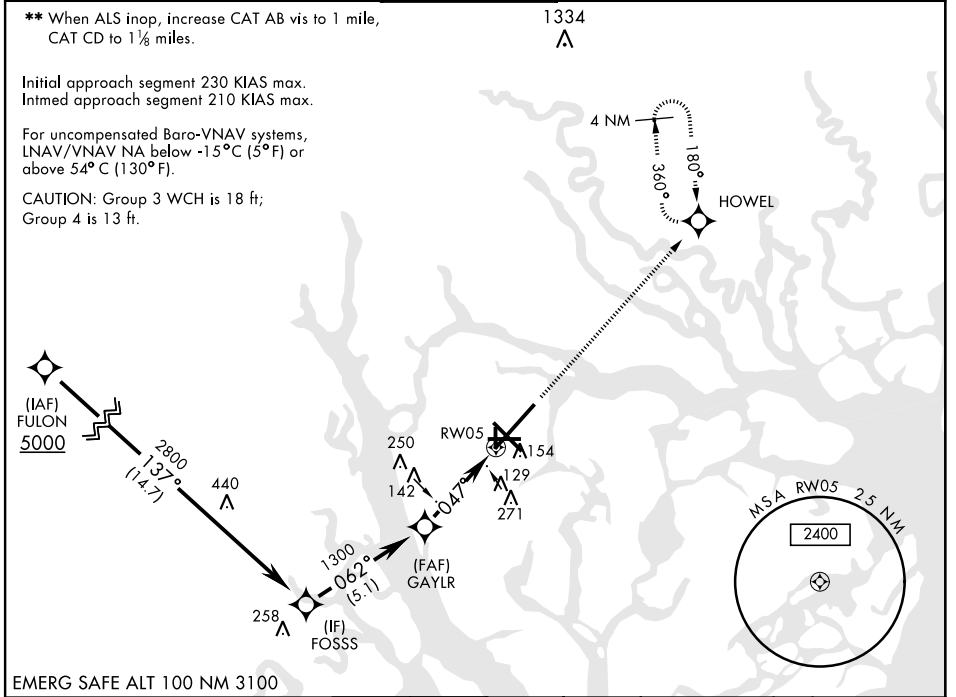 ** When ALS inop, increase CAT AB vis to 1 mile,
CAT CD to 1⅛ miles.
Initial approach segment 230 KIAS max.
Intmed approach segment 210 KIAS max.
For uncompensated Baro-VNAV systems,
LNAV/VNAV NA below -15°C (5°F) or
above 54°C (130°F).
CAUTION: Group 3 WCH is 18 ft;
Group 4 is 13 ft.
1334
4 NM
360°
180°
HOWEL
(IAF)
FULON
5000
2800
137°
(14.7)
440
RW05
154
250
142
129
271
047°
(FAF)
GAYLR
1300
062°
(5.1)
258
(IF)
FOSSS
MSA RW05 25 NM
2400
EMERG SAFE ALT 100 NM 3100